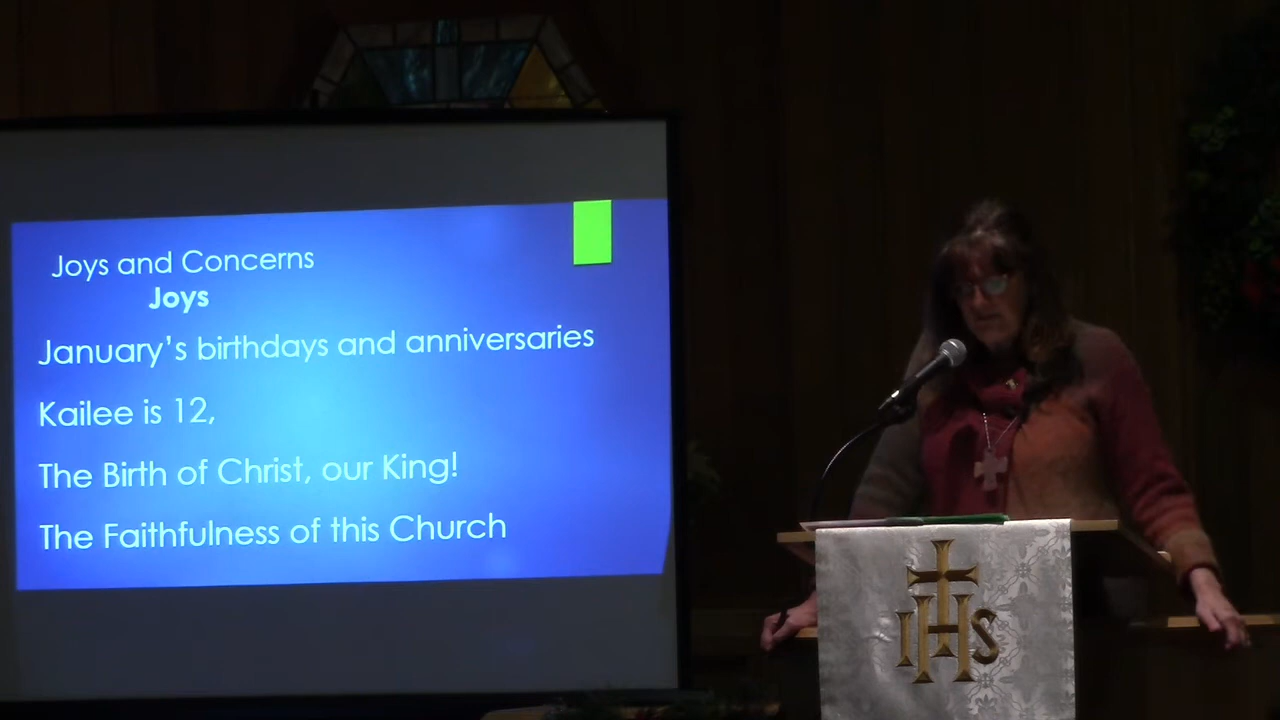 Joys and Concerns
Joys
January's birthdays and anniversaries
Kailee is 12,
The Birth of Christ, our King!
The Faithfulness of this Church
IHS